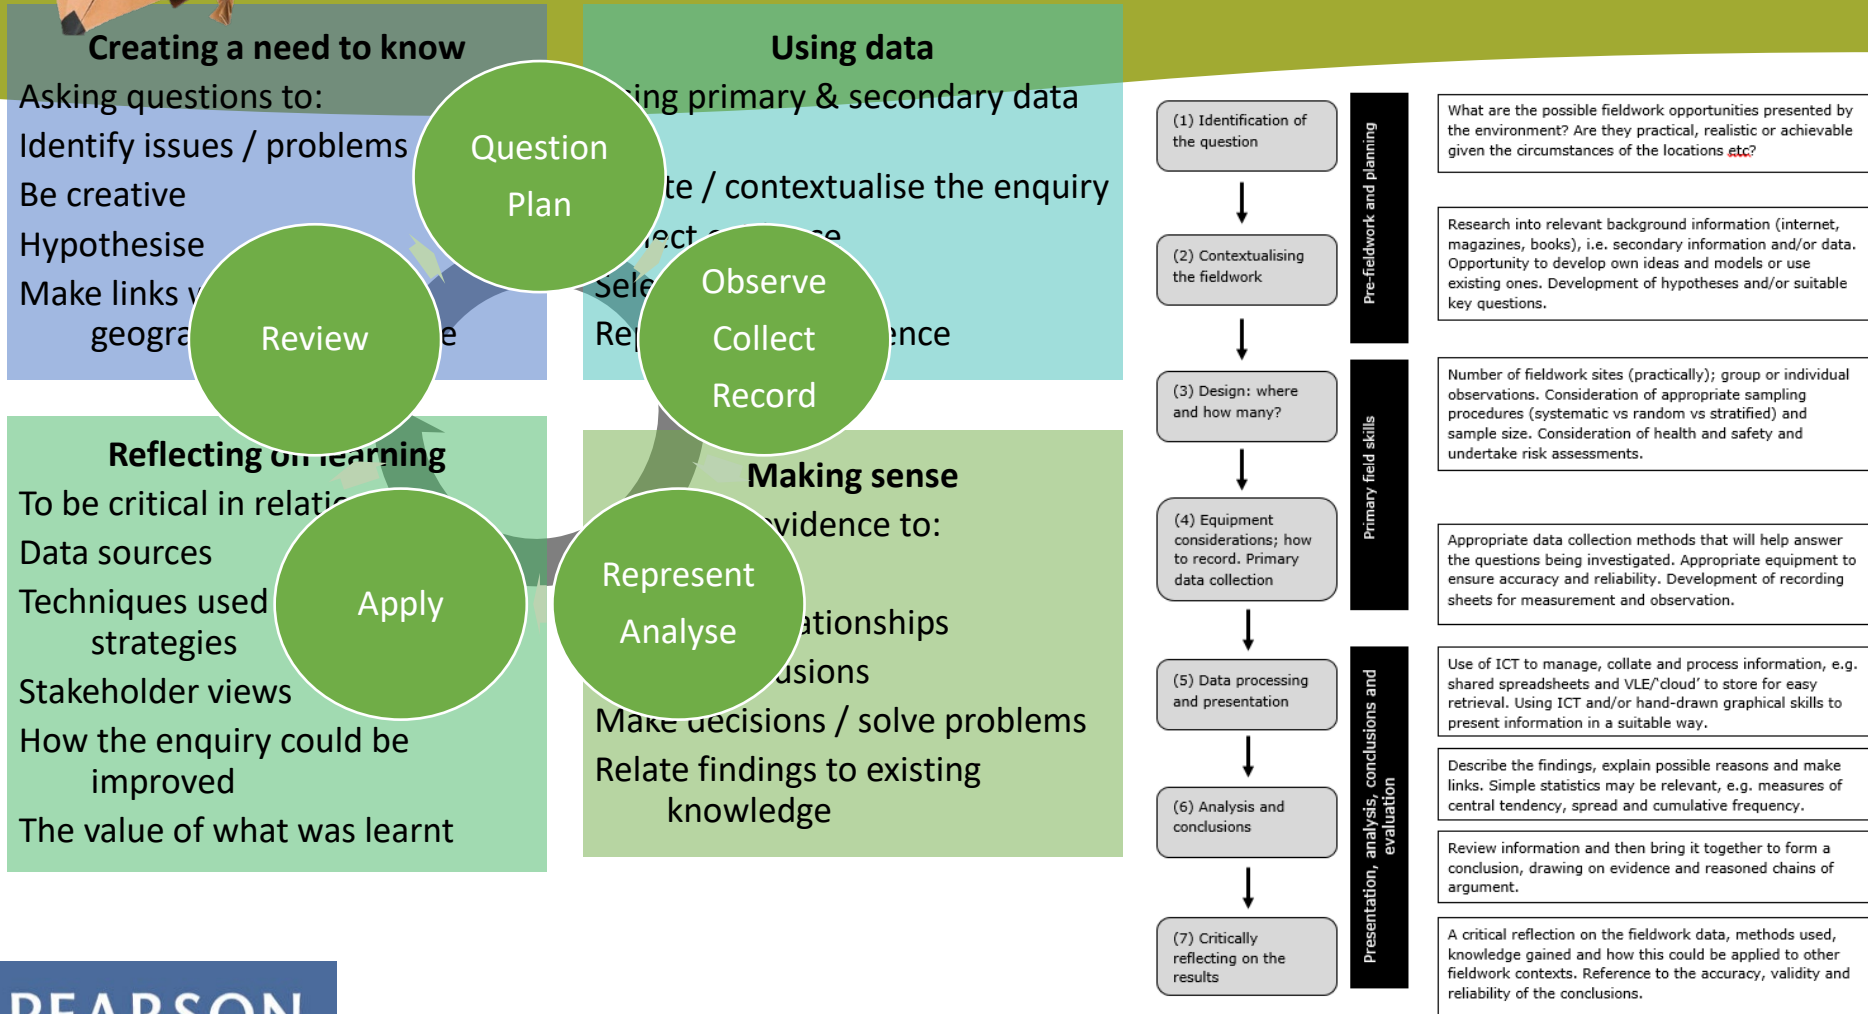 Creating a need to know
Asking questions to:
Identify issues / problems
Be creative
Hypothesise
Make links
Using data
primary & secondary data
/ contextualise the enquiry
Question
Plan
Observe
Collect
Record
Represent
Analyse
Apply
Review
Reflecting on learning
To be critical in
Data sources
Techniques used
strategies
Stakeholder views
How the enquiry could be
improved
The value of what was learnt
Making sense
to:
Make decisions / solve problems
Relate findings to existing
knowledge
PEARSON
(1) Identification of
the question
(2) Contextualising
the fieldwork
(3) Design: where
and how many?
(4) Equipment
considerations; how
to record. Primary
data collection
(5) Data processing
and presentation
(6) Analysis and
conclusions
(7) Critically
reflecting on the
results
Pre-fieldwork and planning
Primary field skills
Presentation, analysis, conclusions and
evaluation
What are the possible fieldwork opportunities presented by
the environment? Are they practical, realistic or achievable
given the circumstances of the locations etc?
Research into relevant background information (internet,
magazines, books), i.e. secondary information and/or data.
Opportunity to develop own ideas and models or use
existing ones. Development of hypotheses and/or suitable
key questions.
Number of fieldwork sites (practically); group or individual
observations. Consideration of appropriate sampling
procedures (systematic vs random vs stratified) and
sample size. Consideration of health and safety and
undertake risk assessments.
Appropriate data collection methods that will help answer
the questions being investigated. Appropriate equipment to
ensure accuracy and reliability. Development of recording
sheets for measurement and observation.
Use of ICT to manage, collate and process information, e.g.
shared spreadsheets and VLE/‘cloud’ to store for easy
retrieval. Using ICT and/or hand-drawn graphical skills to
present information in a suitable way.
Describe the findings, explain possible reasons and make
links. Simple statistics may be relevant, e.g. measures of
central tendency, spread and cumulative frequency.
Review information and then bring it together to form a
conclusion, drawing on evidence and reasoned chains of
argument.
A critical reflection on the fieldwork data, methods used,
knowledge gained and how this could be applied to other
fieldwork contexts. Reference to the accuracy, validity and
reliability of the conclusions.